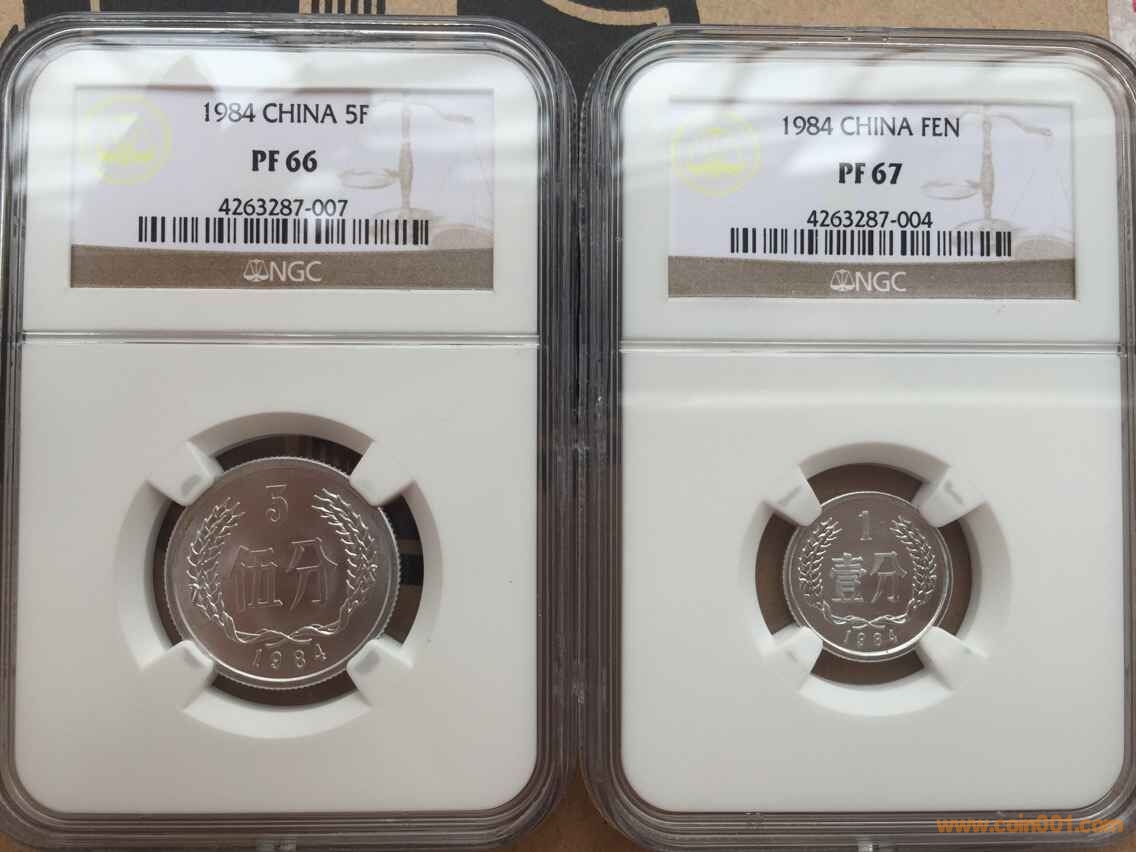 1984 CHINA 5F
PF 66
4263287-007
NGC
5
伍分
1984
1984 CHINA FEN
PF 67
4263287-004
NGC
1
壹分
1984
www.coin001.com